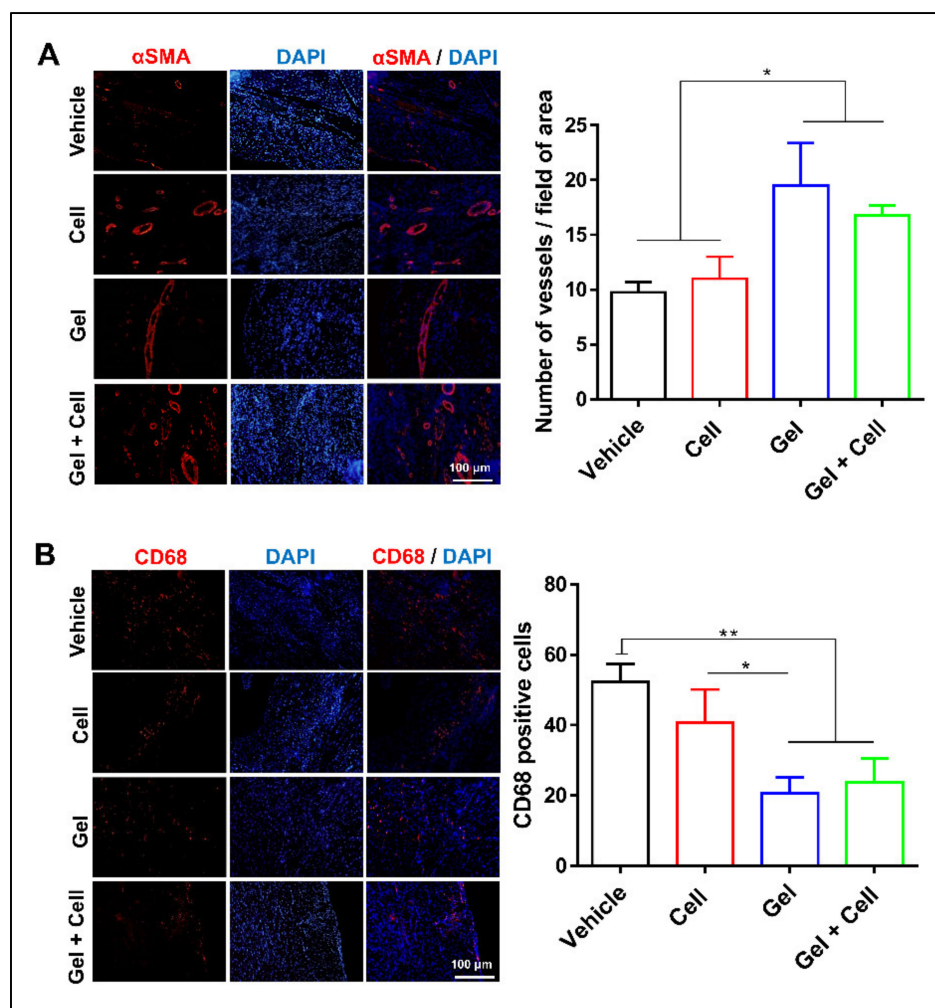 A
αSMA
DAPI
αSMA / DAPI
Vehicle
Cell
Gel
Gel + Cell
100 µm
Number of vessels / field of area
25
20
15
10
5
0
*
Vehicle
Cell
Gel
Gel + Cell
B
CD68
DAPI
CD68 / DAPI
Vehicle
Cell
Gel
Gel + Cell
100 µm
CD68 positive cells
80
60
40
20
0
**
*
Vehicle
Cell
Gel
Gel + Cell